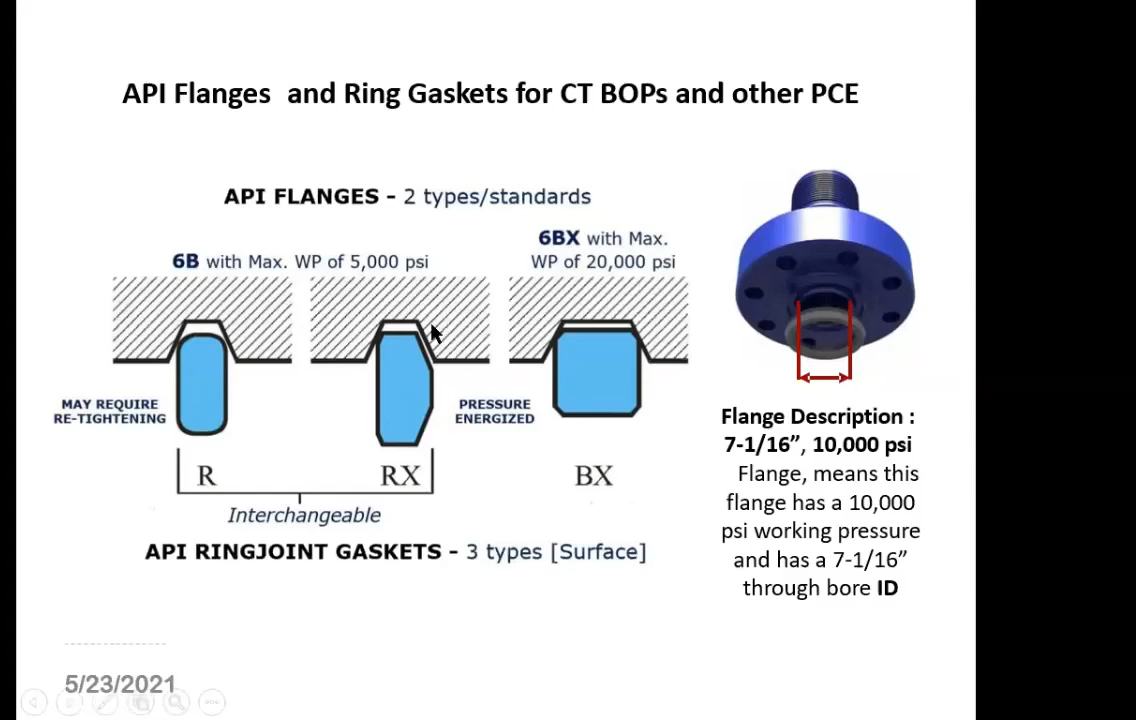 API Flanges  and Ring Gaskets for CT BOPs and other PCE
API FLANGES - 2 types/standards
6B with Max. WP of 5,000 psi
6BX with Max.
WP of 20,000 psi
MAY REQUIRE
RE-TIGHTENING
PRESSURE
ENERGIZED
R
RX
BX
Interchangeable
API RINGJOINT GASKETS - 3 types [Surface]
Flange Description :
7-1/16”, 10,000 psi
Flange, means this
flange has a 10,000
psi working pressure
and has a 7-1/16”
through bore ID
5/23/2021